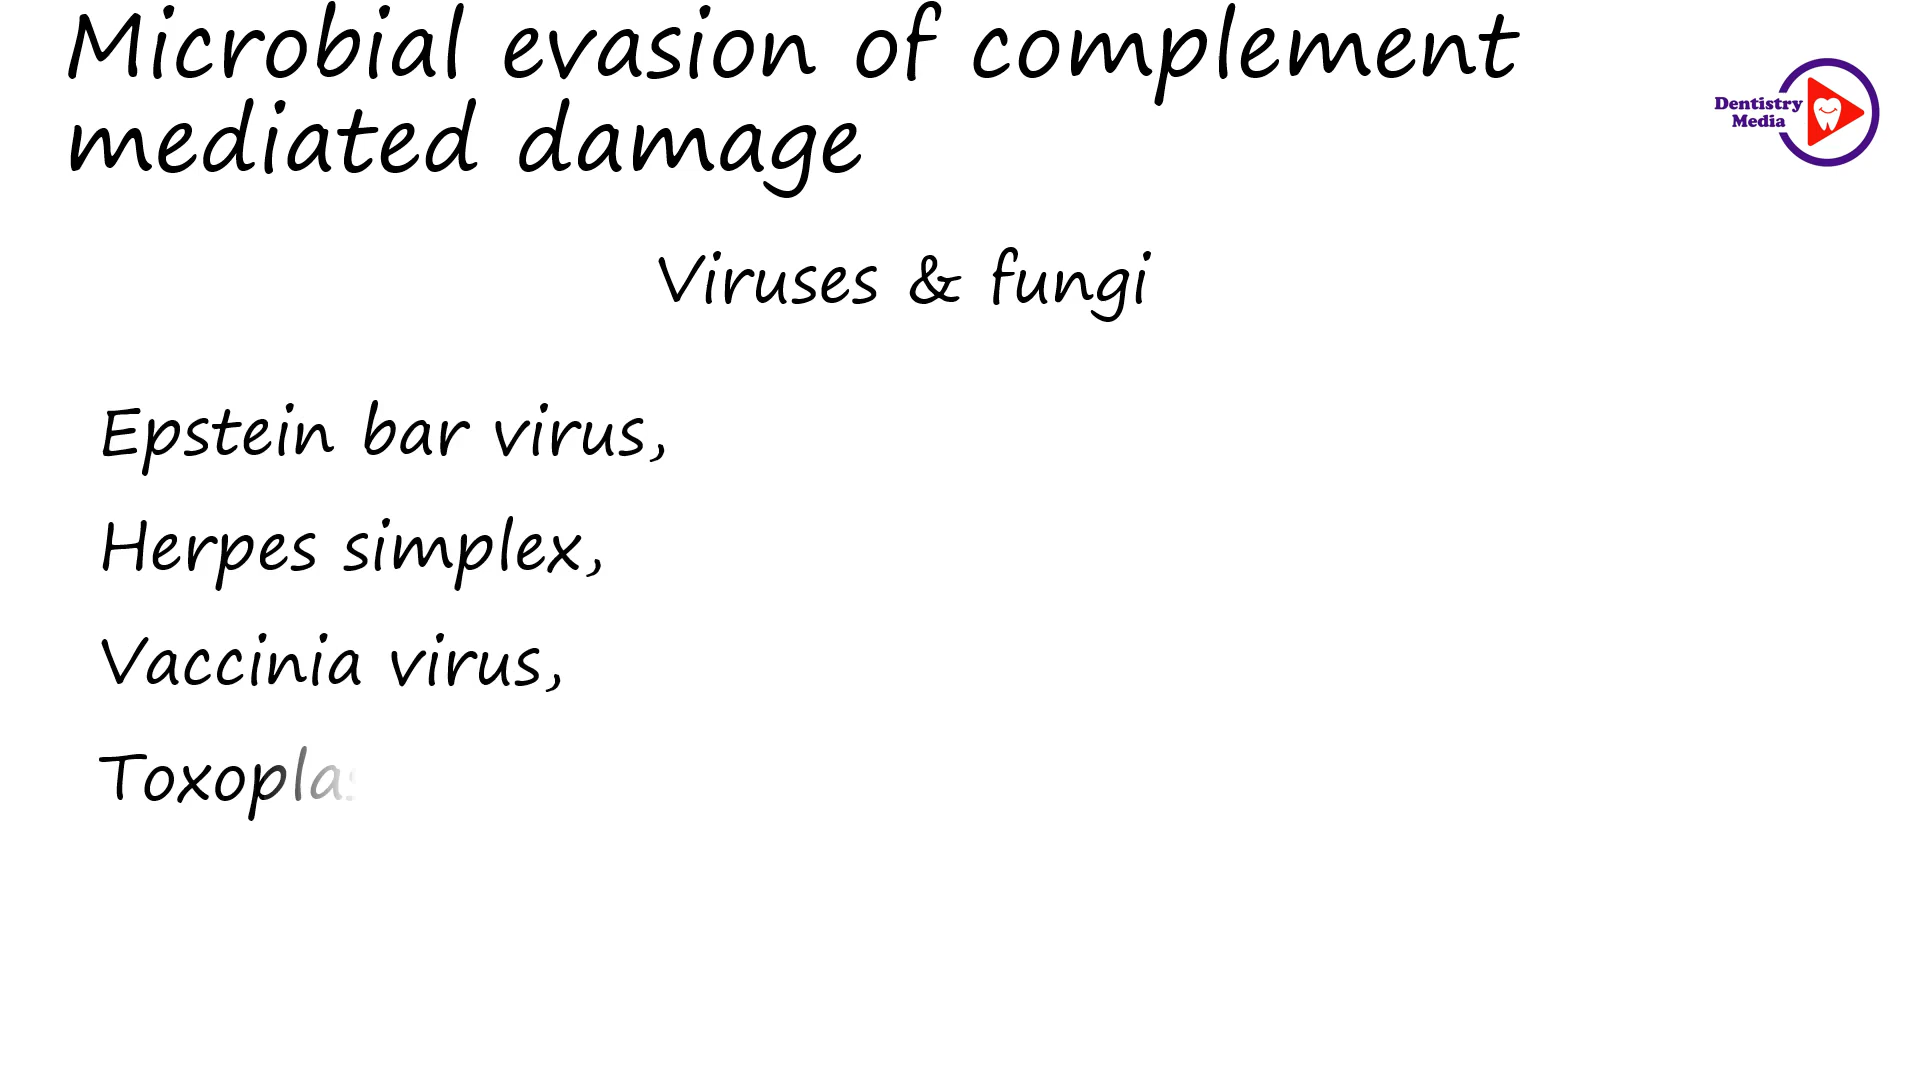 Microbial evasion of complement
mediated damage
Dentistry
Media
Viruses & fungi
Epstein bar virus,
Herpes simplex,
Vaccinia virus,
Toxopla